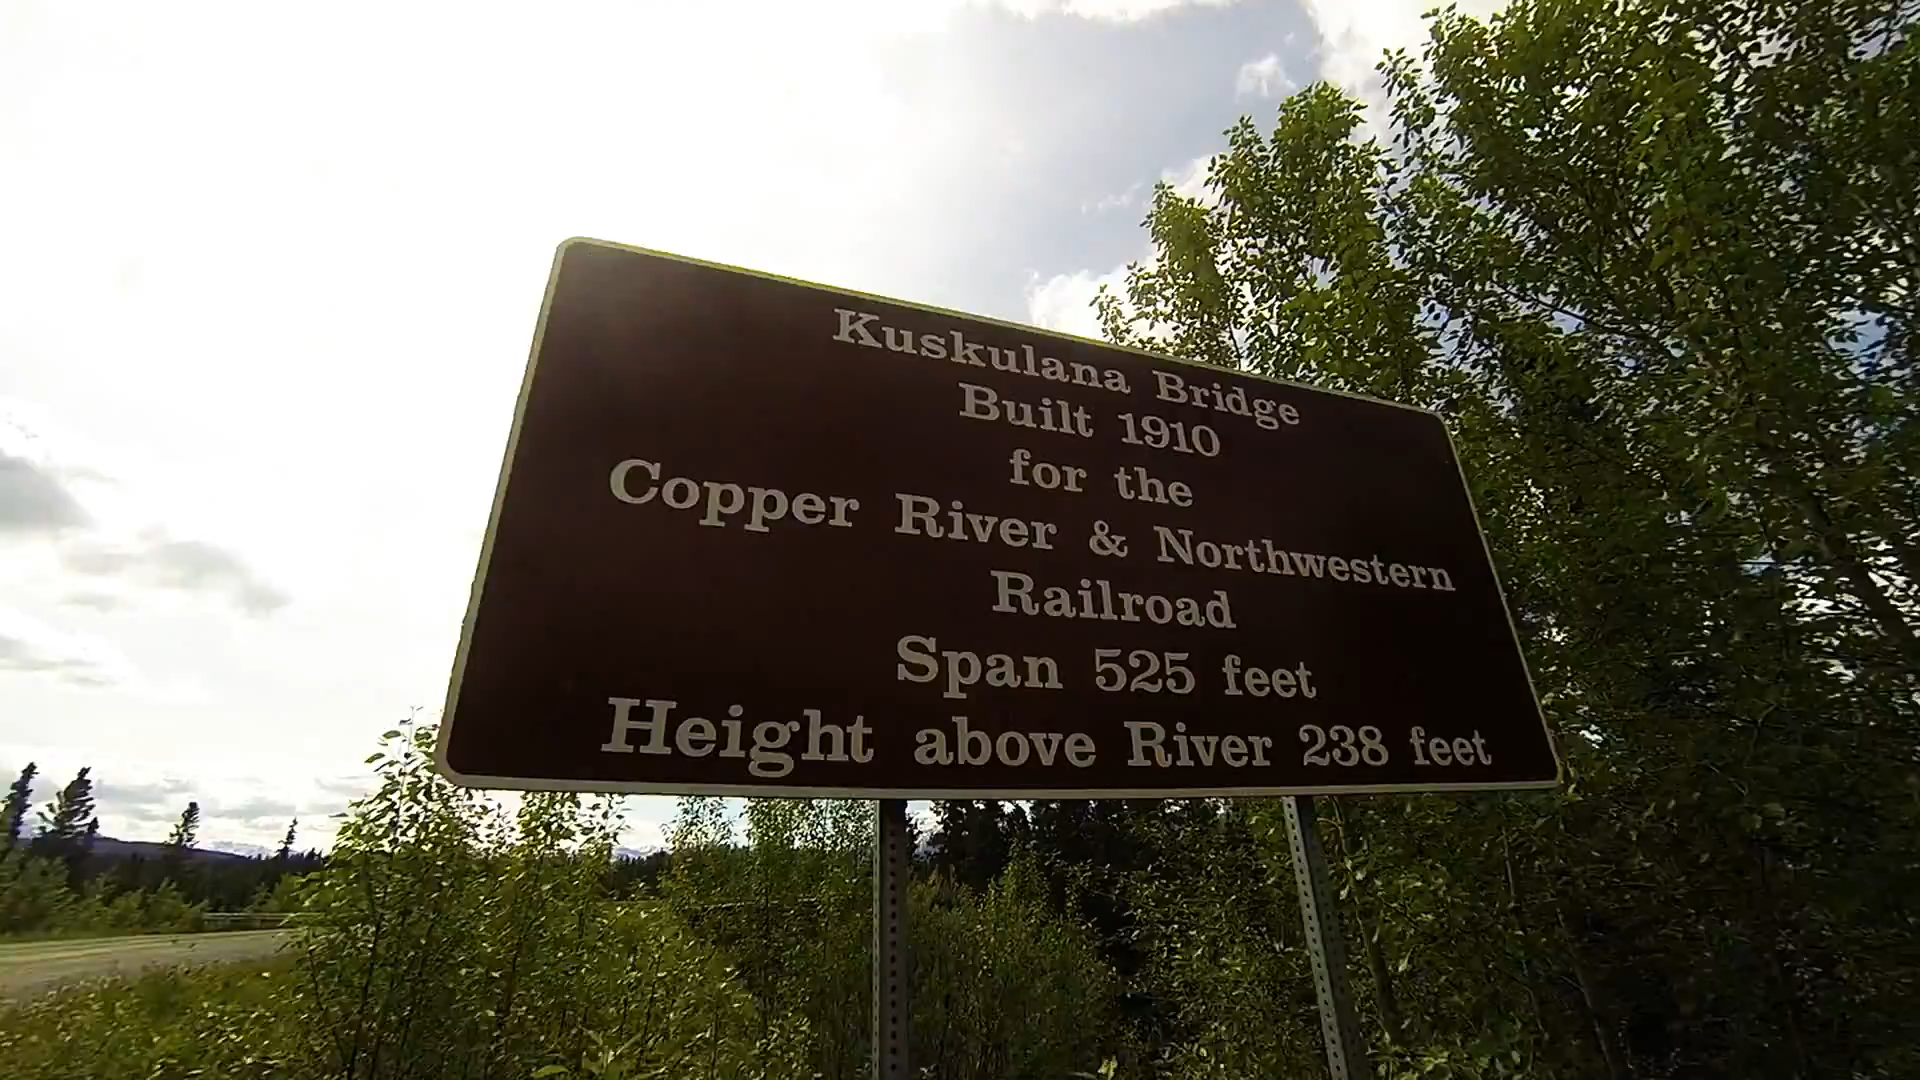 Kuskulana Bridge
Built 1910
for the
Copper River & Northwestern
Railroad
Span 525 feet
Height above River 238 feet